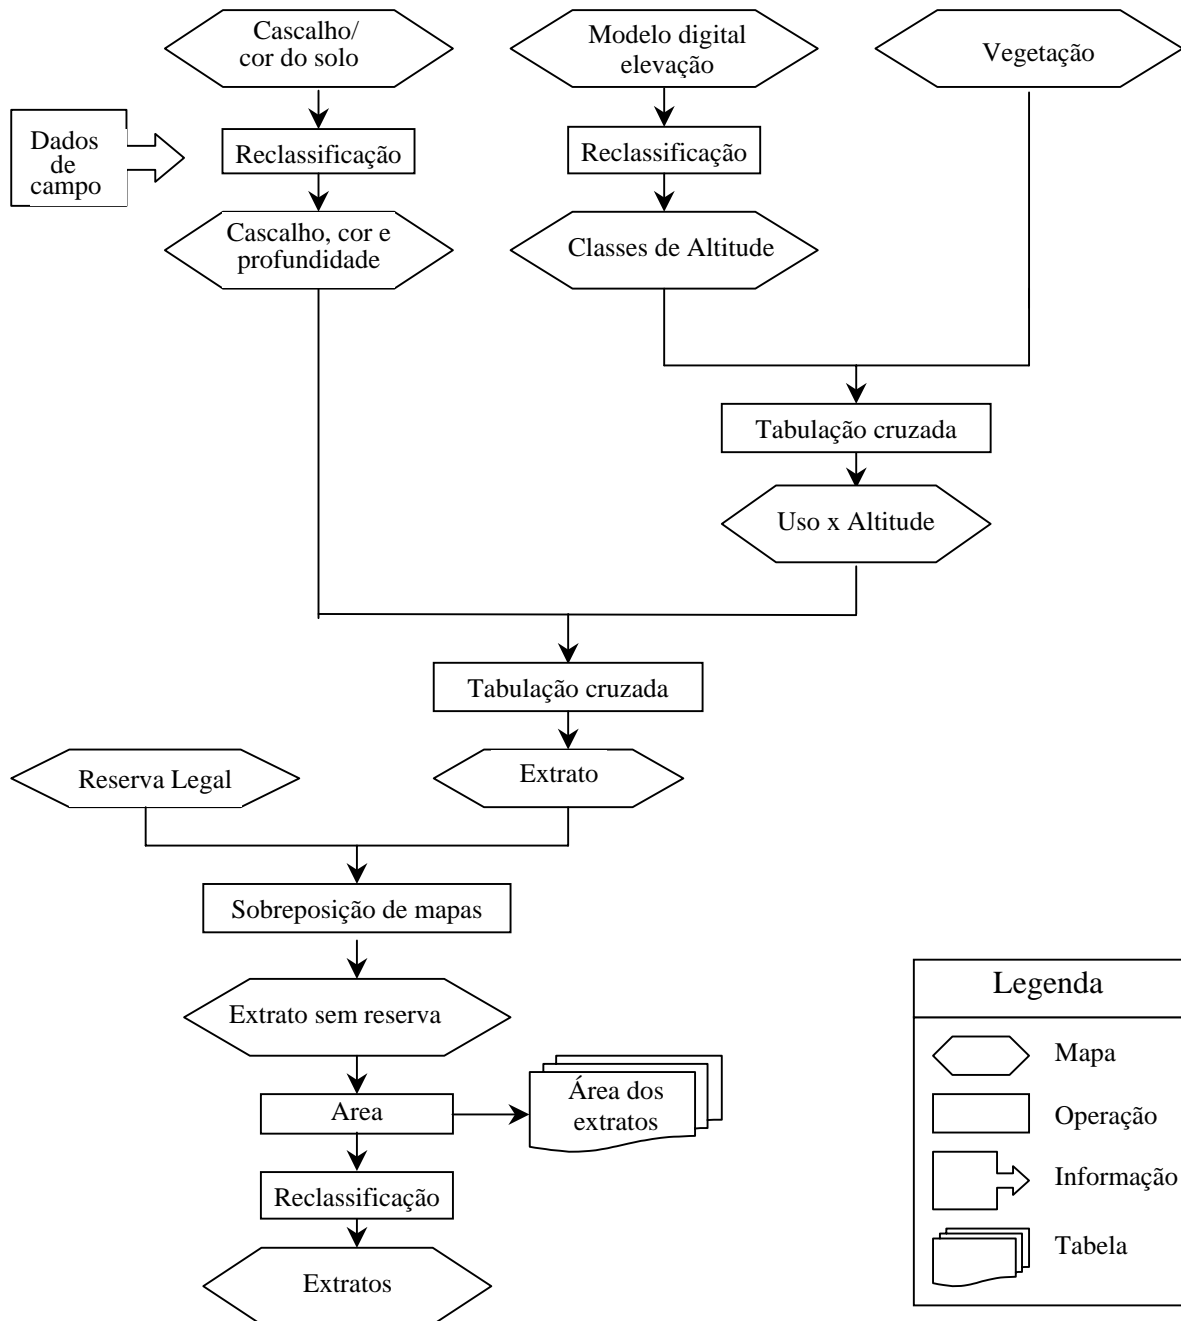 Cascalho/
cor do solo
Modelo digital
elevação
Vegetação
Dados
de
campo
Reclassificação
Reclassificação
Cascalho, cor e
profundidade
Classes de Altitude
Tabulação cruzada
Uso x Altitude
Tabulação cruzada
Reserva Legal
Extrato
Sobreposição de mapas
Extrato sem reserva
Area
Área dos
extratos
Reclassificação
Extratos
Legenda
Mapa
Operação
Informação
Tabela